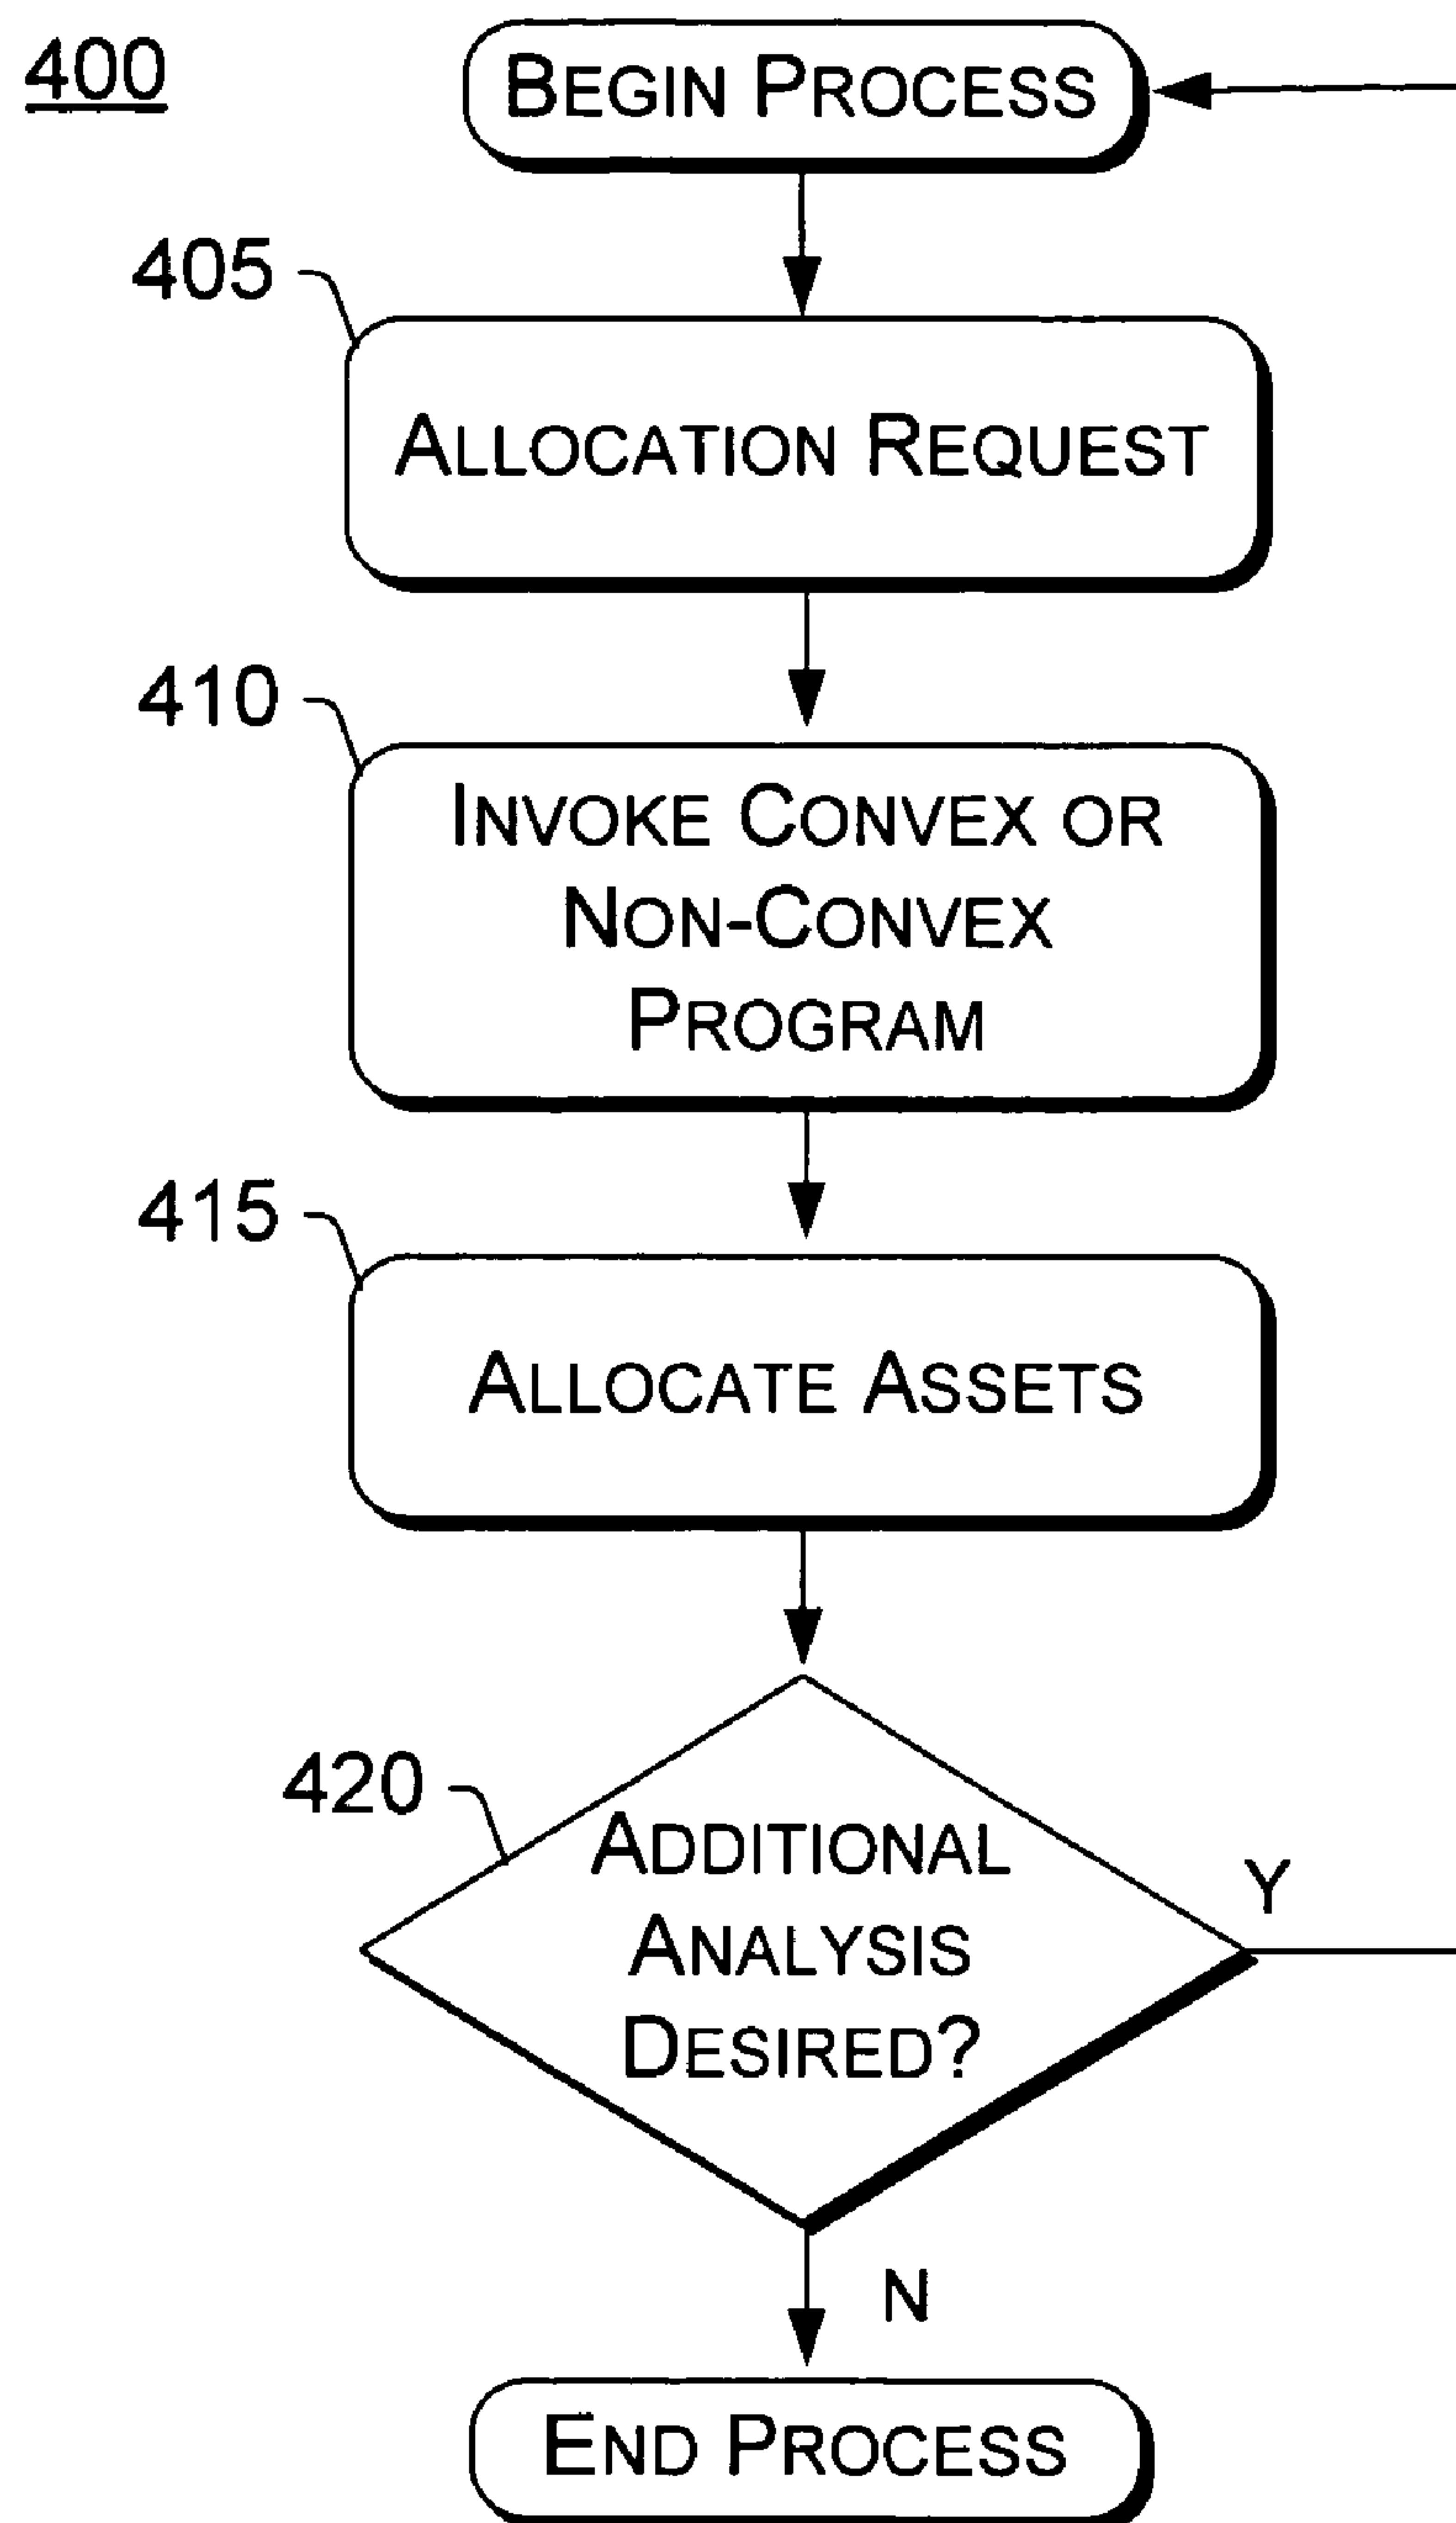 400
BEGIN PROCESS
405
ALLOCATION REQUEST
410
INVOKE CONVEX OR
NON-CONVEX
PROGRAM
415
ALLOCATE ASSETS
420
ADDITIONAL
ANALYSIS
DESIRED?
Y
N
END PROCESS